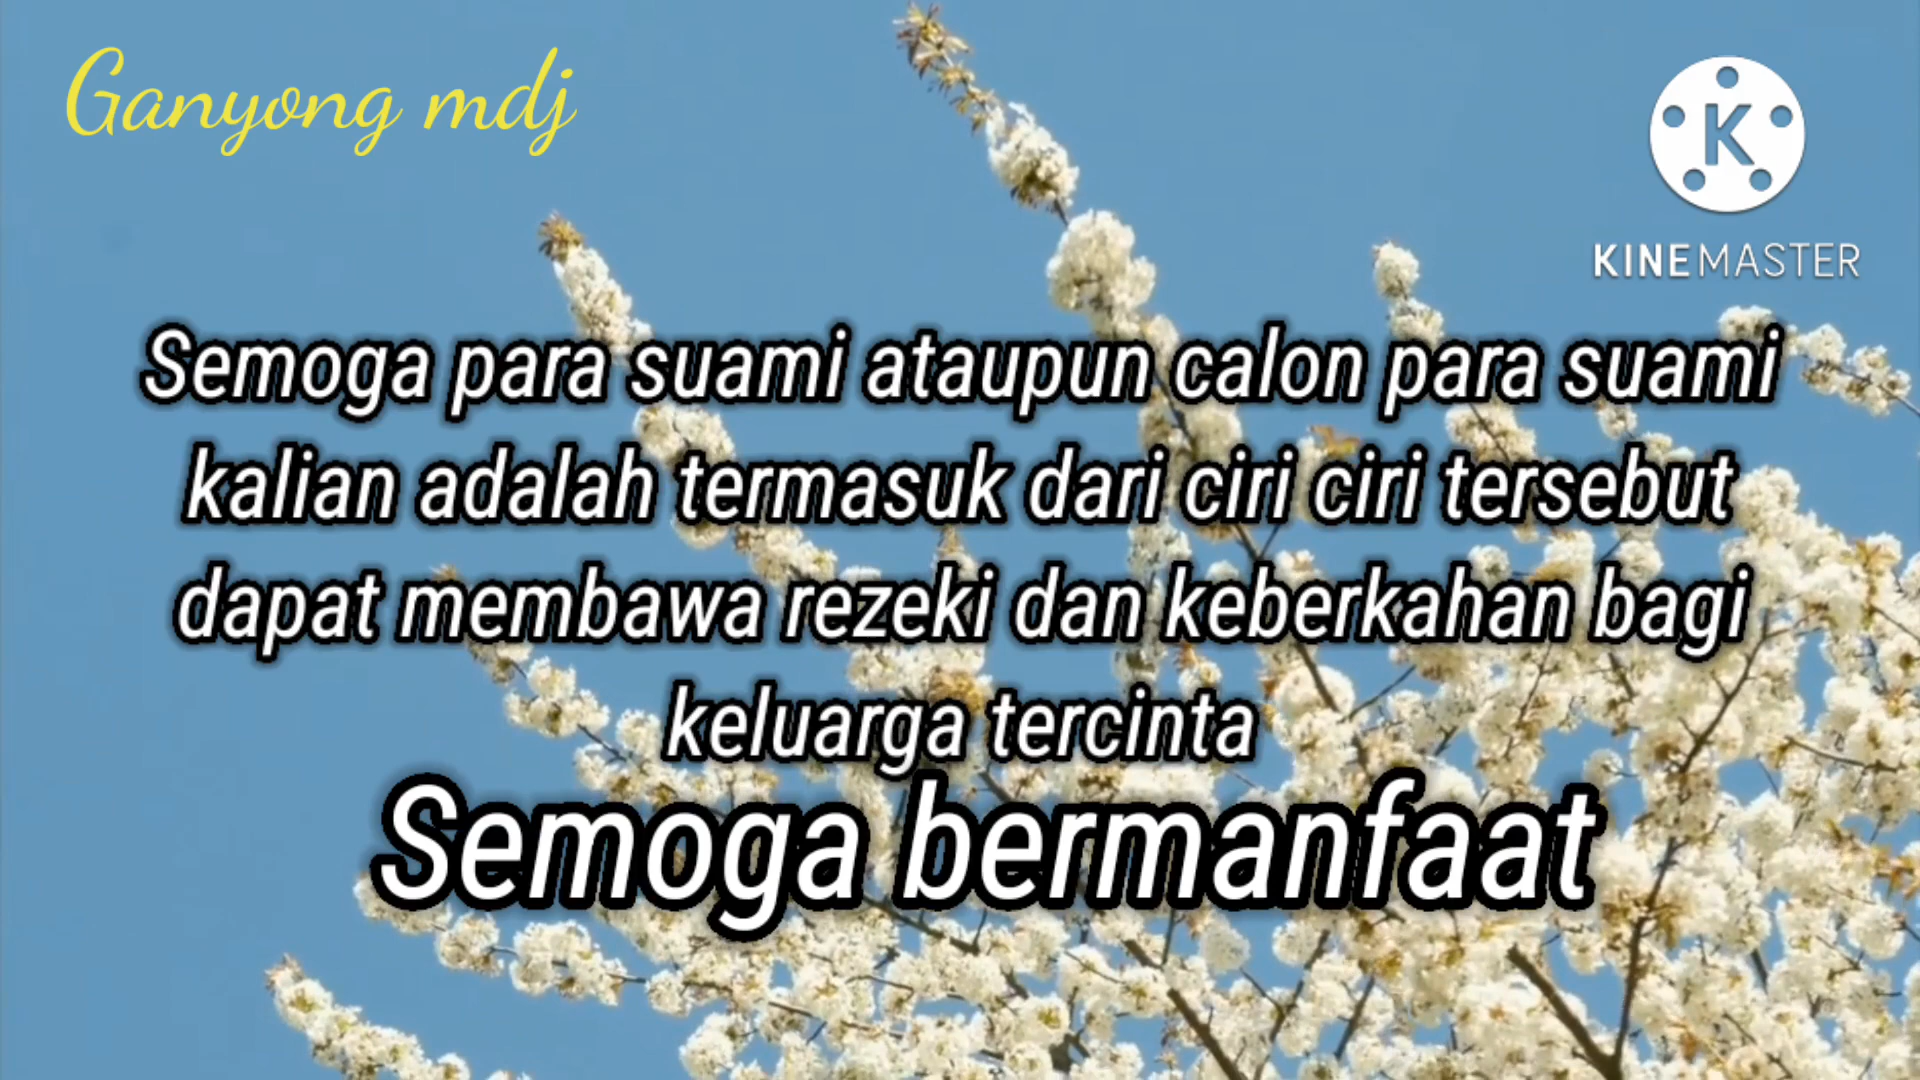 Ganyong mdj
K
KINEMASTER
Semoga para suami ataupun calon para suami
kalian adalah termasuk dari ciri ciri tersebut
dapat membawa rezeki dan keberkahan bagi
keluarga tercinta
Semoga bermanfaat